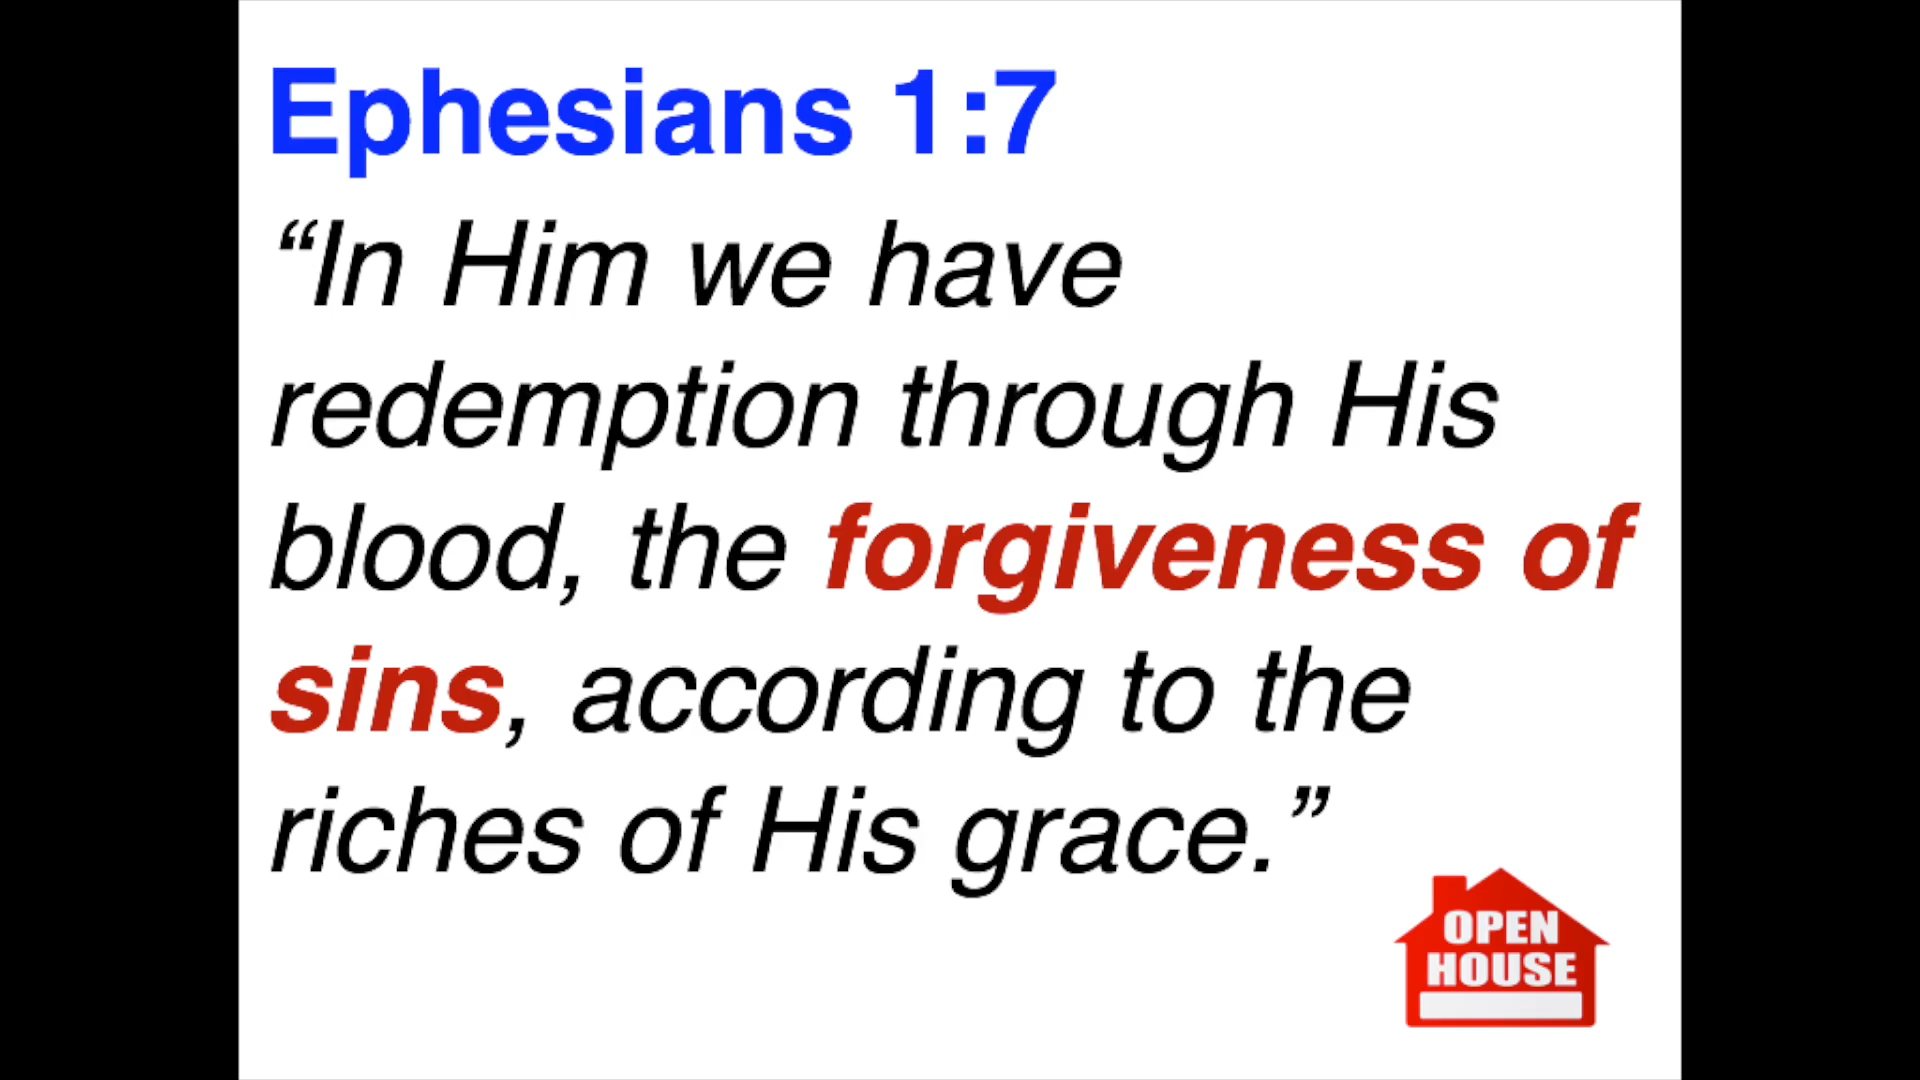 Ephesians 1:7
“In Him we have
redemption through His
blood, the forgiveness of
sins, according to the
riches of His grace.”
OPEN
HOUSE